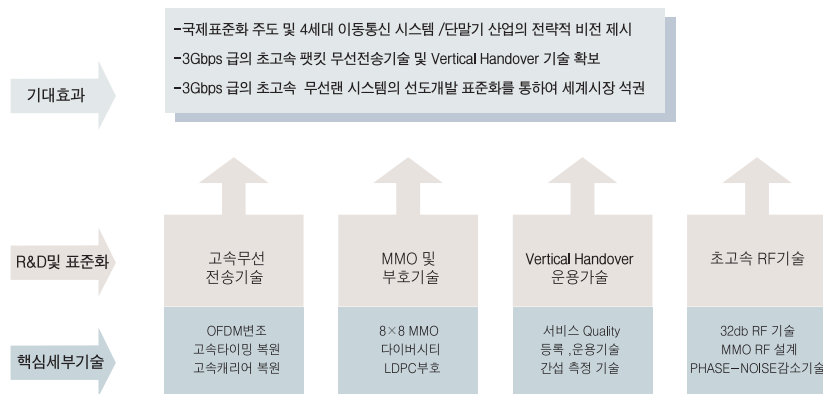 -국제표준화 주도 및 4세대 이동통신 시스템 /단말기 산업의 전략적 비전 제시
-3Gbps 급의 초고속 팻킷 무선전송기술 및 Vertical Handover 기술 확보
-3Gbps 급의 초고속 무선랜 시스템의 선도개발 표준화를 통하여 세계시장 석권
기대효과
R&D및 표준화
고속무선
전송기술
MMO 및
부호기술
Vertical Handover
운용가술
초고속 RF기술
핵심세부기술
OFDM변조
고속타이밍 복원
고속캐리어 복원
8×8 MMO
다이버시티
LDPC부호
서비스 Quality
등록 ,운용기술
간섭 측정 기술
32db RF 기술
MMO RF 설계
PHASE-NOISE감소기술